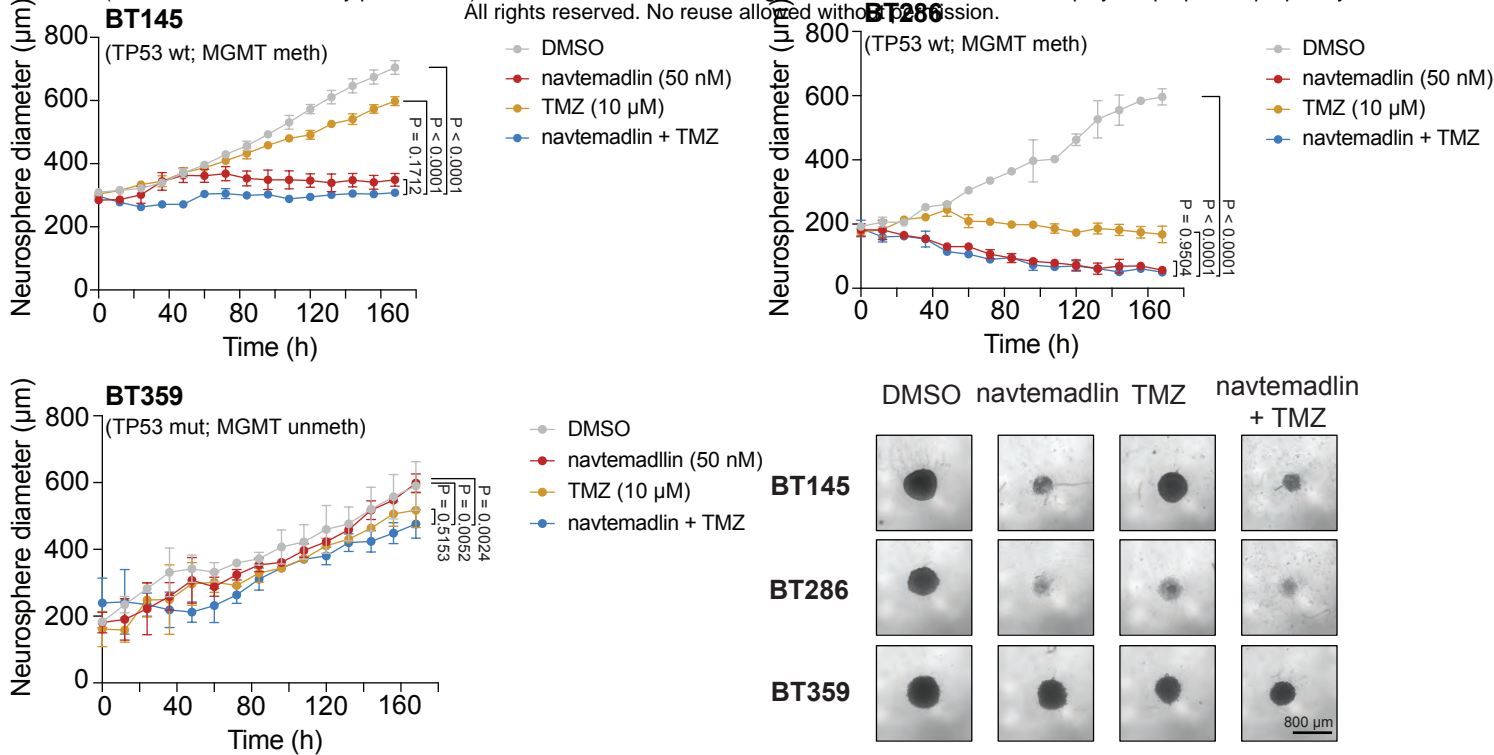 All rights reserved. No reuse allowed without permission.
BT145
(TP53 wt; MGMT meth)
Neurosphere diameter (µm)
800
600
400
200
0
0 40 80 120 160
Time (h)
DMSO
navtemadlin (50 nM)
TMZ (10 µM)
navtemadlin + TMZ
P = 0.1712
P < 0.0001
P < 0.0001
BT286
(TP53 wt; MGMT meth)
Neurosphere diameter (µm)
800
600
400
200
0
0 40 80 120 160
Time (h)
DMSO
navtemadlin (50 nM)
TMZ (10 µM)
navtemadlin + TMZ
P = 0.9504
P < 0.0001
P < 0.0001
BT359
(TP53 mut; MGMT unmeth)
Neurosphere diameter (µm)
800
600
400
200
0
0 40 80 120 160
Time (h)
DMSO
navtemadllin (50 nM)
TMZ (10 µM)
navtemadlin + TMZ
P = 0.5153
P = 0.0052
P = 0.0024
DMSO navtemadlin TMZ navtemadlin
+ TMZ
BT145
BT286
BT359
800 µm